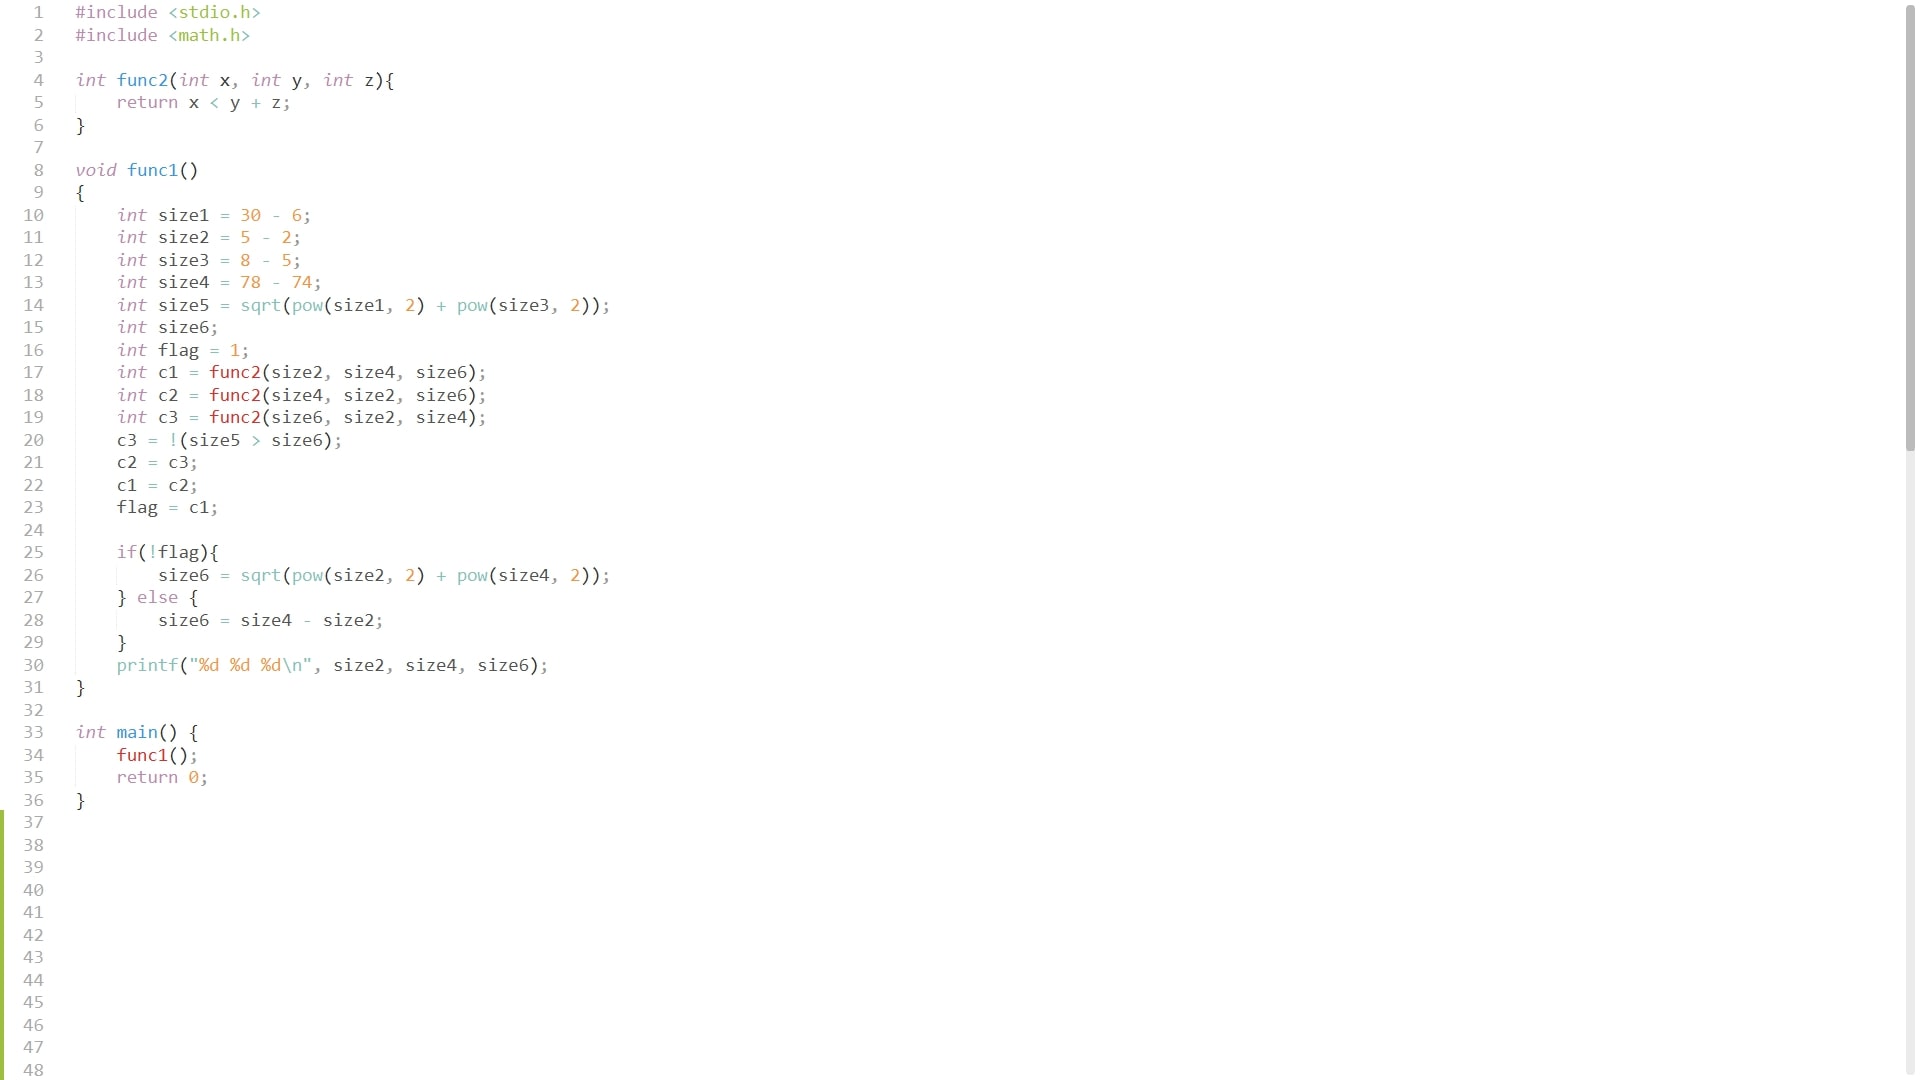 1 #include <stdio.h>
2 #include <math.h>
3
4 int func2(int x, int y, int z){
5     return x < y + z;
6 }
7
8 void func1()
9 {
10     int size1 = 30 - 6;
11     int size2 = 5 - 2;
12     int size3 = 8 - 5;
13     int size4 = 78 - 74;
14     int size5 = sqrt(pow(size1, 2) + pow(size3, 2));
15     int size6;
16     int flag = 1;
17     int c1 = func2(size2, size4, size6);
18     int c2 = func2(size4, size2, size6);
19     int c3 = func2(size6, size2, size4);
20     c3 = !(size5 > size6);
21     c2 = c3;
22     c1 = c2;
23     flag = c1;
24
25     if(!flag){
26         size6 = sqrt(pow(size2, 2) + pow(size4, 2));
27     } else {
28         size6 = size4 - size2;
29     }
30     printf("%d %d %d\n", size2, size4, size6);
31 }
32
33 int main() {
34     func1();
35     return 0;
36 }
37
38
39
40
41
42
43
44
45
46
47
48